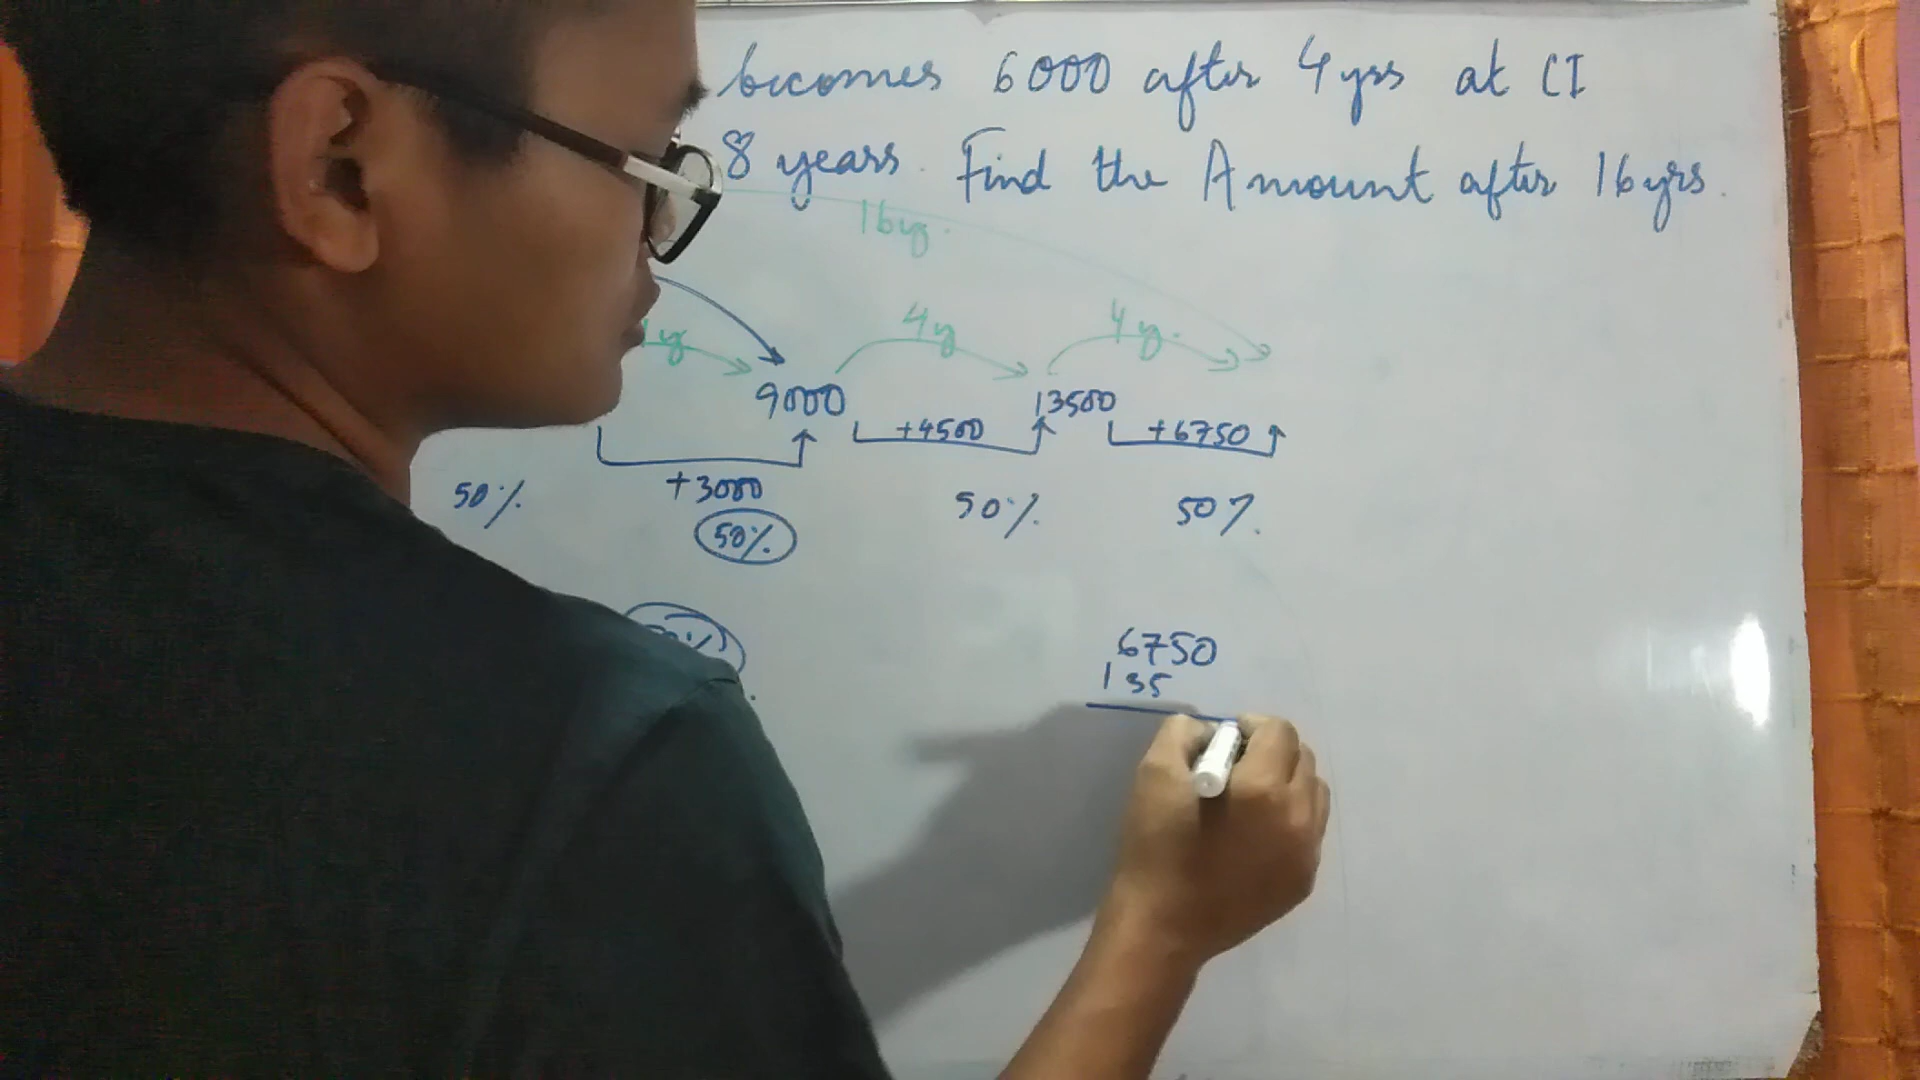 becomes 6000 after 4 yrs at CI
8 years. Find the Amount after 16 yrs.
16y.
4y 4y.
9000 13500
+4500 +6750
+3000
50% 50% 50%
50%
6750
135